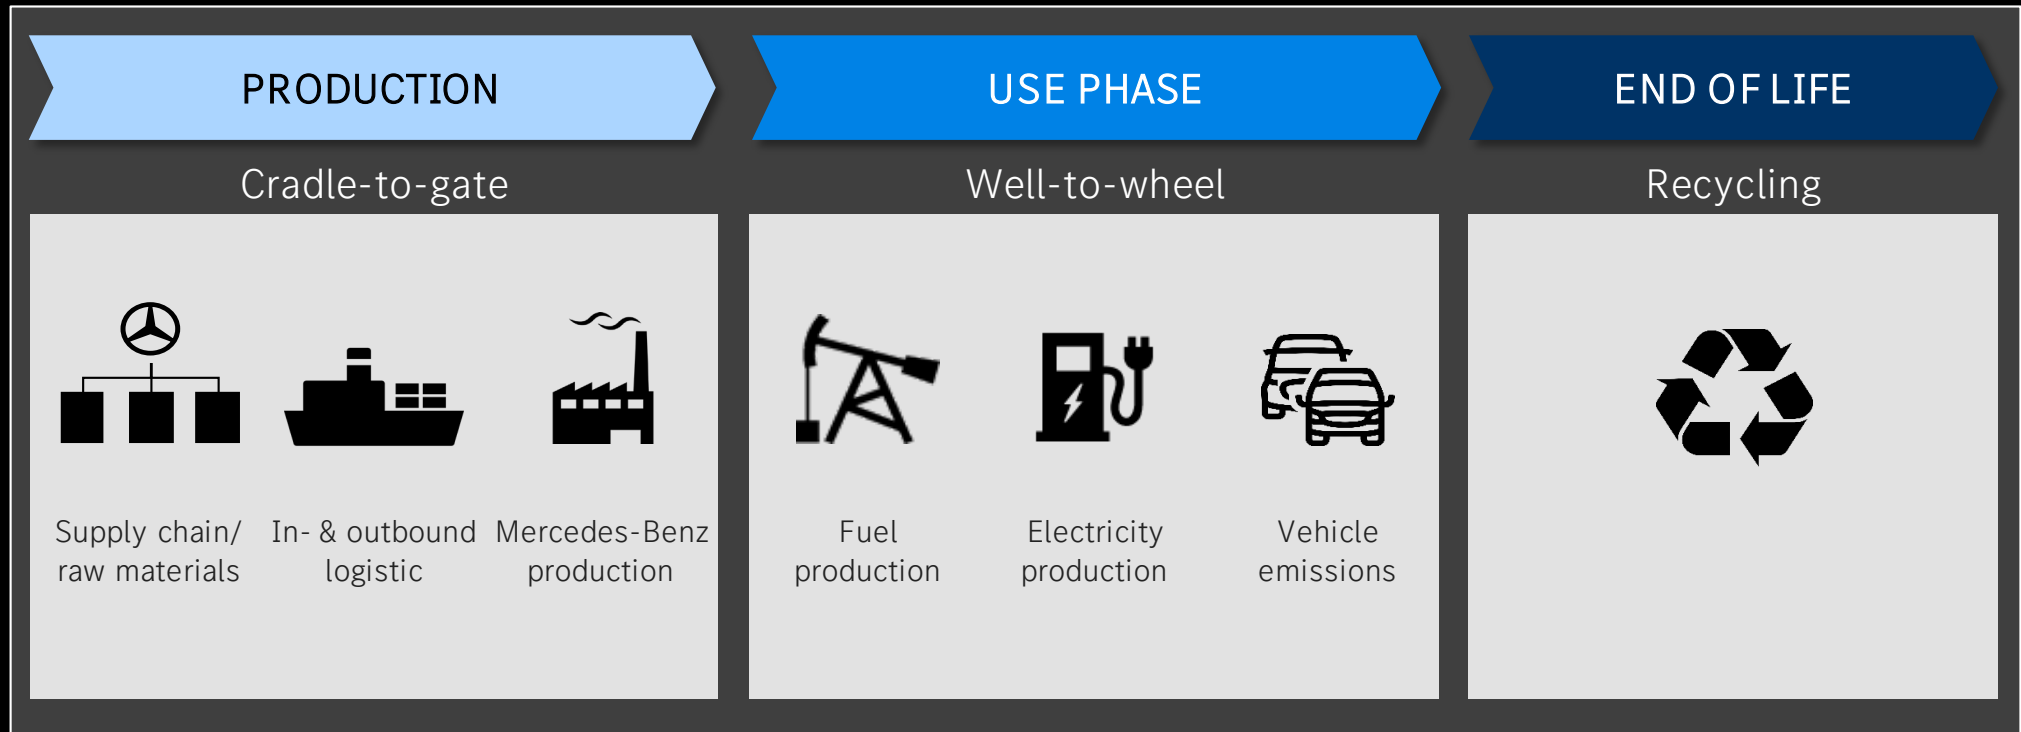 PRODUCTION
Cradle-to-gate
Supply chain/
raw materials
In- & outbound
logistic
Mercedes-Benz
production
USE PHASE
Well-to-wheel
Fuel
production
Electricity
production
Vehicle
emissions
END OF LIFE
Recycling